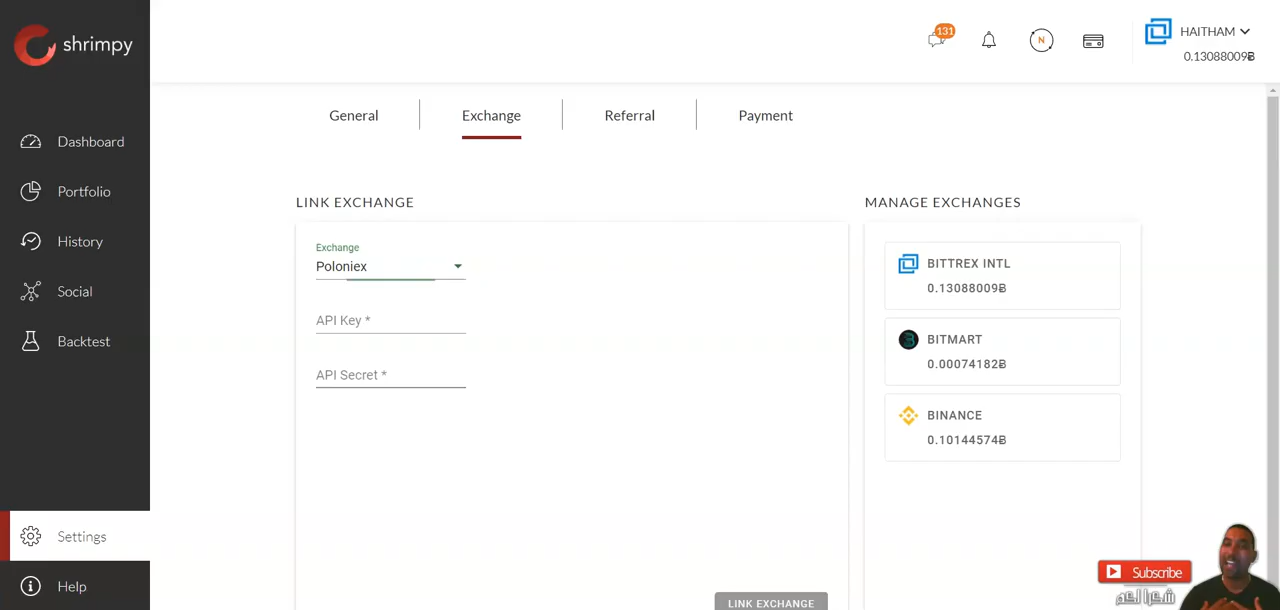 shrimpy
131
N
HAITHAM
0.13088009Ƀ
Dashboard
Portfolio
History
Social
Backtest
Settings
Help
General
Exchange
Referral
Payment
LINK EXCHANGE
Exchange
Poloniex
API Key *
API Secret *
LINK EXCHANGE
MANAGE EXCHANGES
BITTREX INTL
0.13088009Ƀ
BITMART
0.00074182Ƀ
BINANCE
0.10144574Ƀ
Subscribe
شكرا لكم